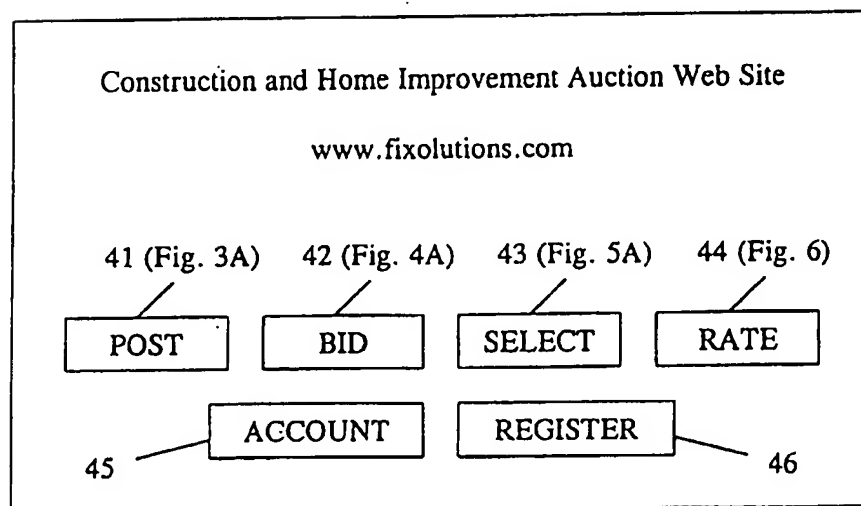 Construction and Home Improvement Auction Web Site
www.fixolutions.com
41 (Fig. 3A) 42 (Fig. 4A) 43 (Fig. 5A) 44 (Fig. 6)
POST BID SELECT RATE
ACCOUNT REGISTER
45 46